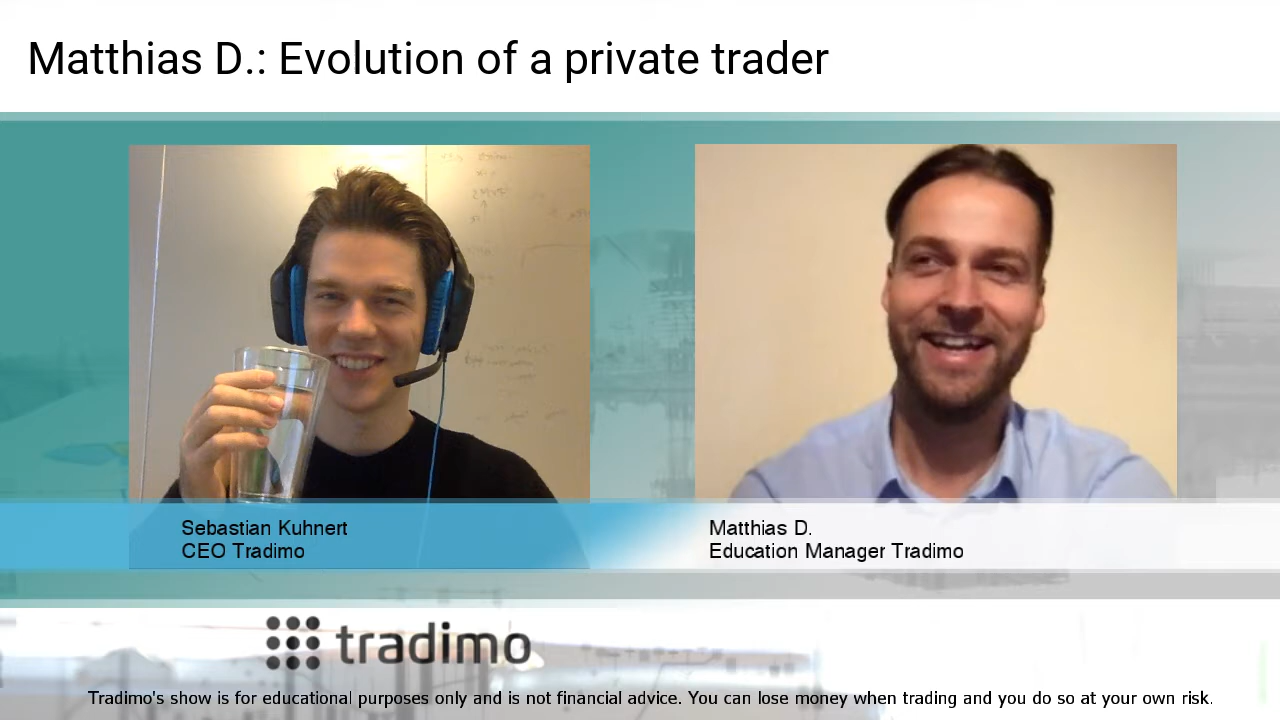 Matthias D.: Evolution of a private trader
Sebastian Kuhnert
CEO Tradimo
Matthias D.
Education Manager Tradimo
tradimo
Tradimo's show is for educational purposes only and is not financial advice. You can lose money when trading and you do so at your own risk.